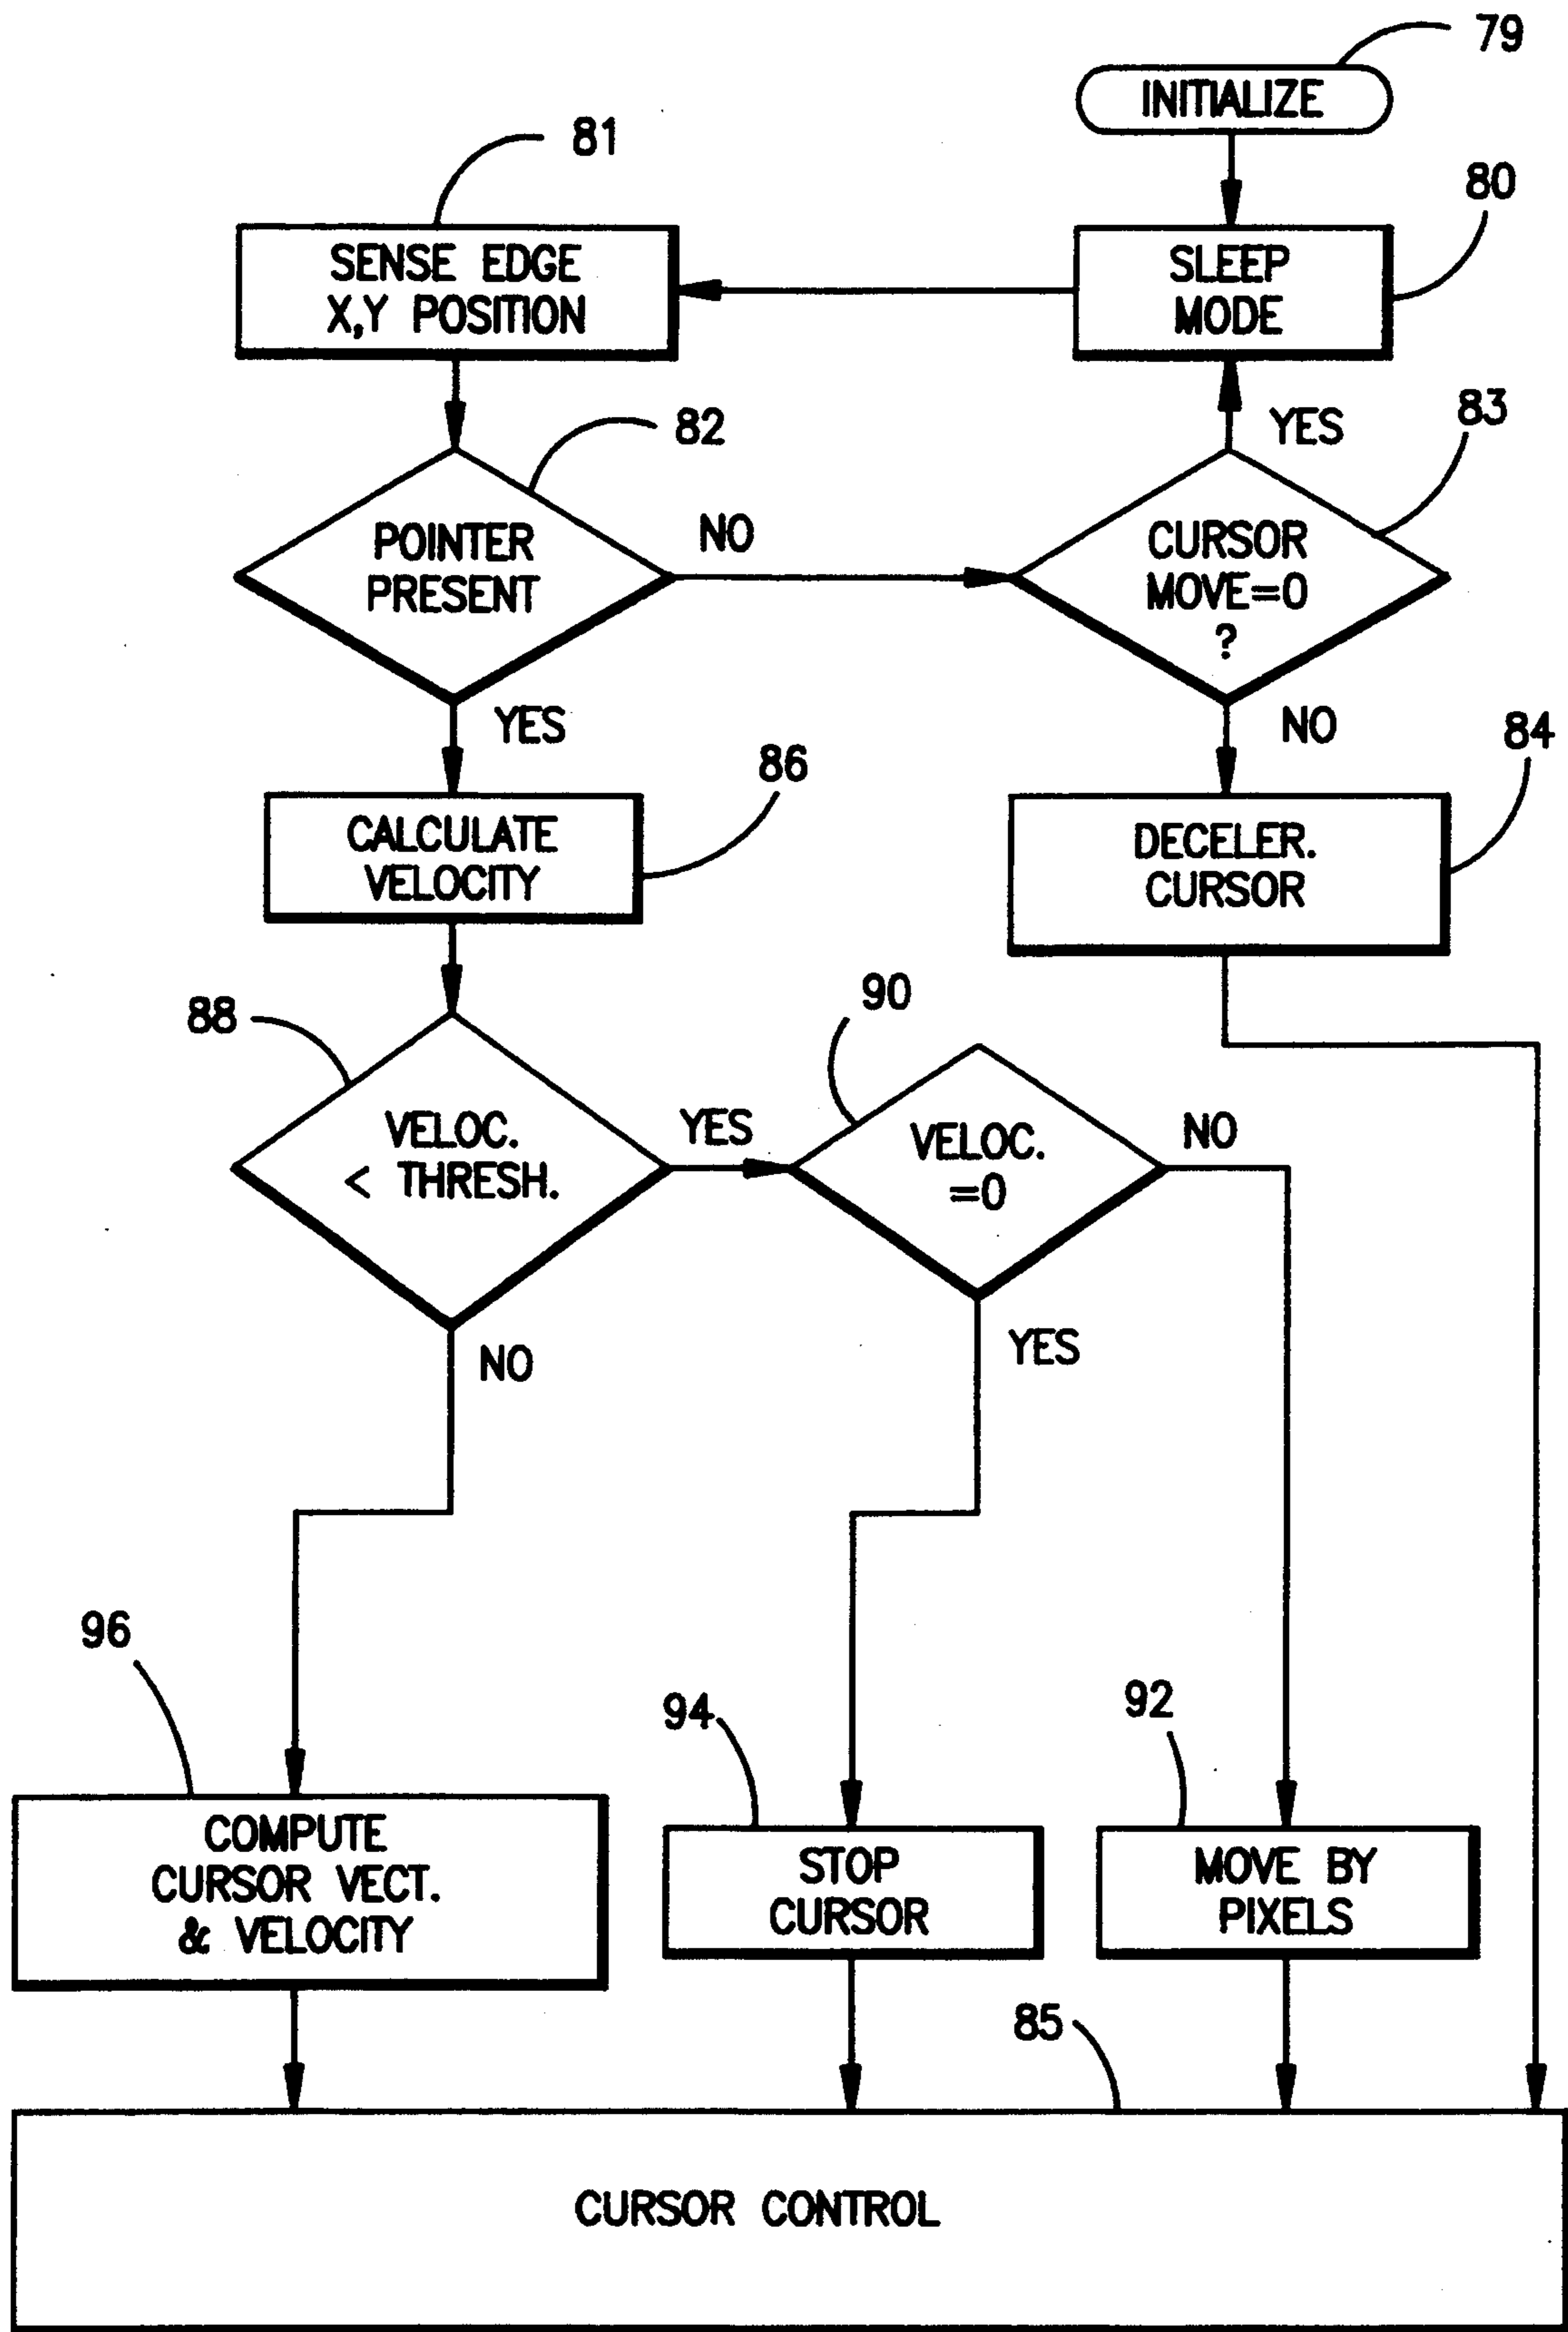 79
INITIALIZE
81
80
SENSE EDGE
X,Y POSITION
SLEEP
MODE
82
YES
83
POINTER
PRESENT
NO
CURSOR
MOVE=0
?
YES
NO
86
84
CALCULATE
VELOCITY
DECELER.
CURSOR
88
90
VELOC.
< THRESH.
YES
VELOC.
=0
NO
NO
YES
96
94
92
COMPUTE
CURSOR VECT.
& VELOCITY
STOP
CURSOR
MOVE BY
PIXELS
85
CURSOR CONTROL